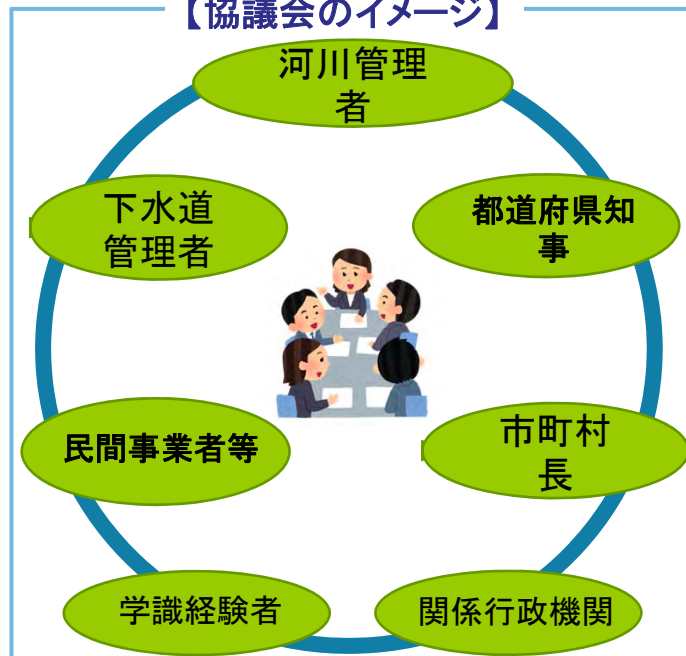 【協議会のイメージ】
河川管理
者
下水道
管理者
都道府県知
事
民間事業者等
市町村
長
学識経験者
関係行政機関